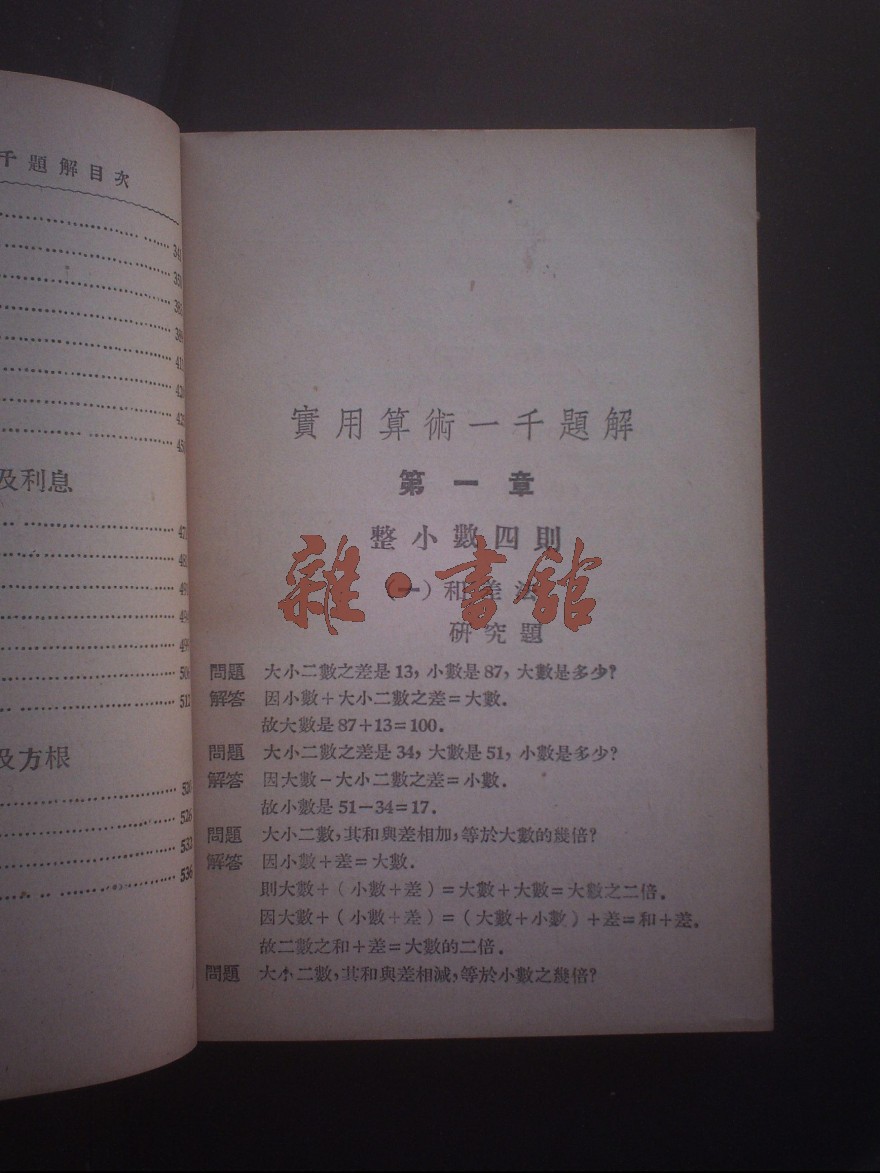 千題解目次
及利息
512
及方根
526
532
536
實用算術一千題解
第一章
整小數四則
(一)和差法
雜·書館
研究題
問題 大小二數之差是13,小數是87,大數是多少?
解答 因小數+大小二數之差=大數.
故大數是87+13=100.
問題 大小二數之差是34,大數是51,小數是多少?
解答 因大數-大小二數之差=小數.
故小數是51-34=17.
問題 大小二數,其和與差相加,等於大數的幾倍?
解答 因小數+差=大數.
則大數+(小數+差)=大數+大數=大數之二倍.
因大數+(小數+差)=(大數+小數)+差=和+差.
故二數之和+差=大數的二倍.
問題 大小二數,其和與差相減,等於小數之幾倍?